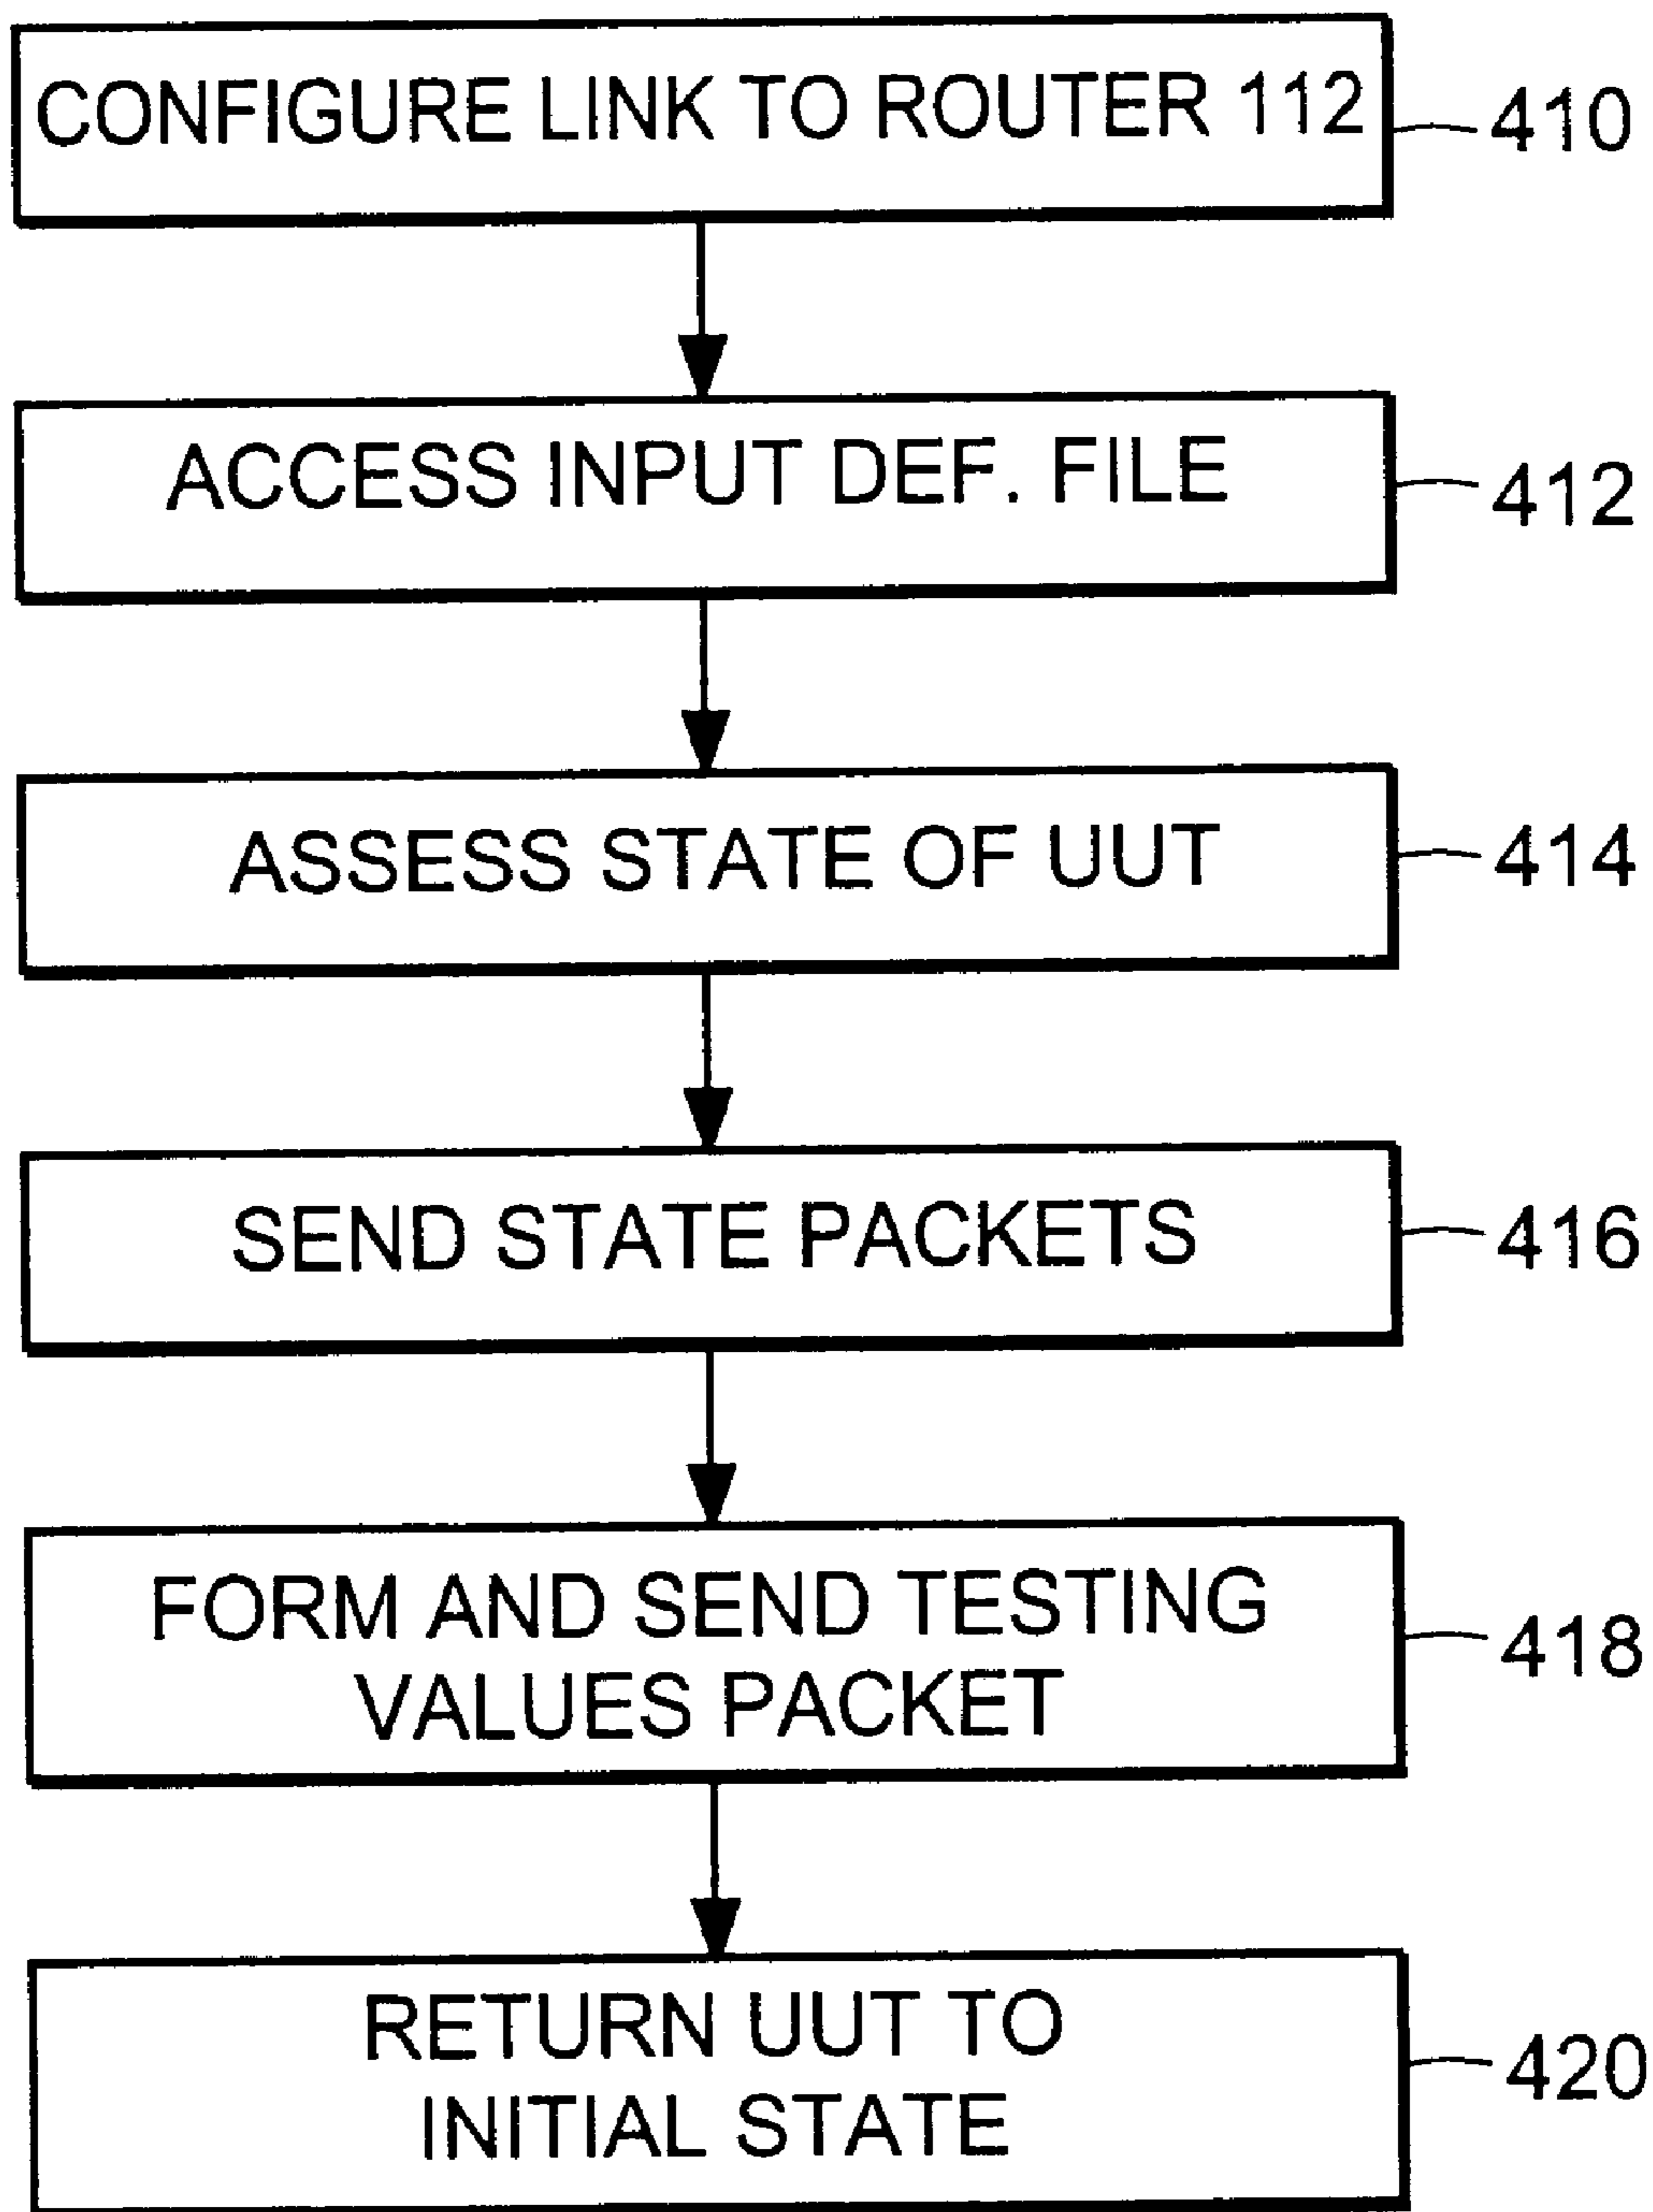 CONFIGURE LINK TO ROUTER 112
410
ACCESS INPUT DEF. FILE
412
ASSESS STATE OF UUT
414
SEND STATE PACKETS
416
FORM AND SEND TESTING
VALUES PACKET
418
RETURN UUT TO
INITIAL STATE
420